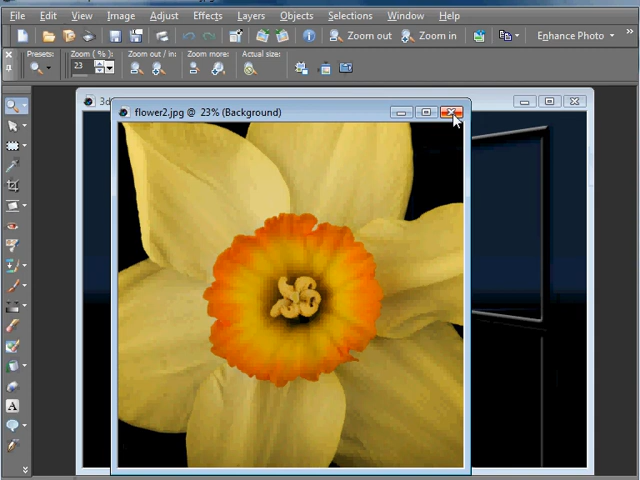 File Edit View Image Adjust Effects Layers Objects Selections Window Help
Zoom out Zoom in Enhance Photo
Presets: Zoom ( % ): Zoom out / in: Zoom more: Actual size:
23
3d
flower2.jpg @ 23% (Background)
A